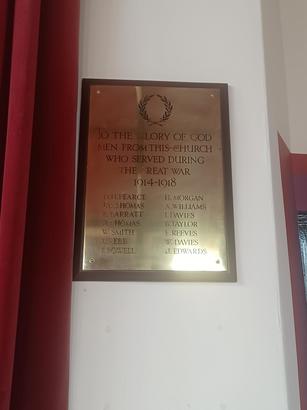 TO THE GLORY OF GOD
MEN FROM THIS CHURCH
WHO SERVED DURING
THE GREAT WAR
1914-1918
PEARCE
THOMAS
BARRATT
THOMAS
W. SMITH
H. MORGAN
A. WILLIAMS
I. DAVIES
TAYLOR
REEVES
W. DAVIES
EDWARDS